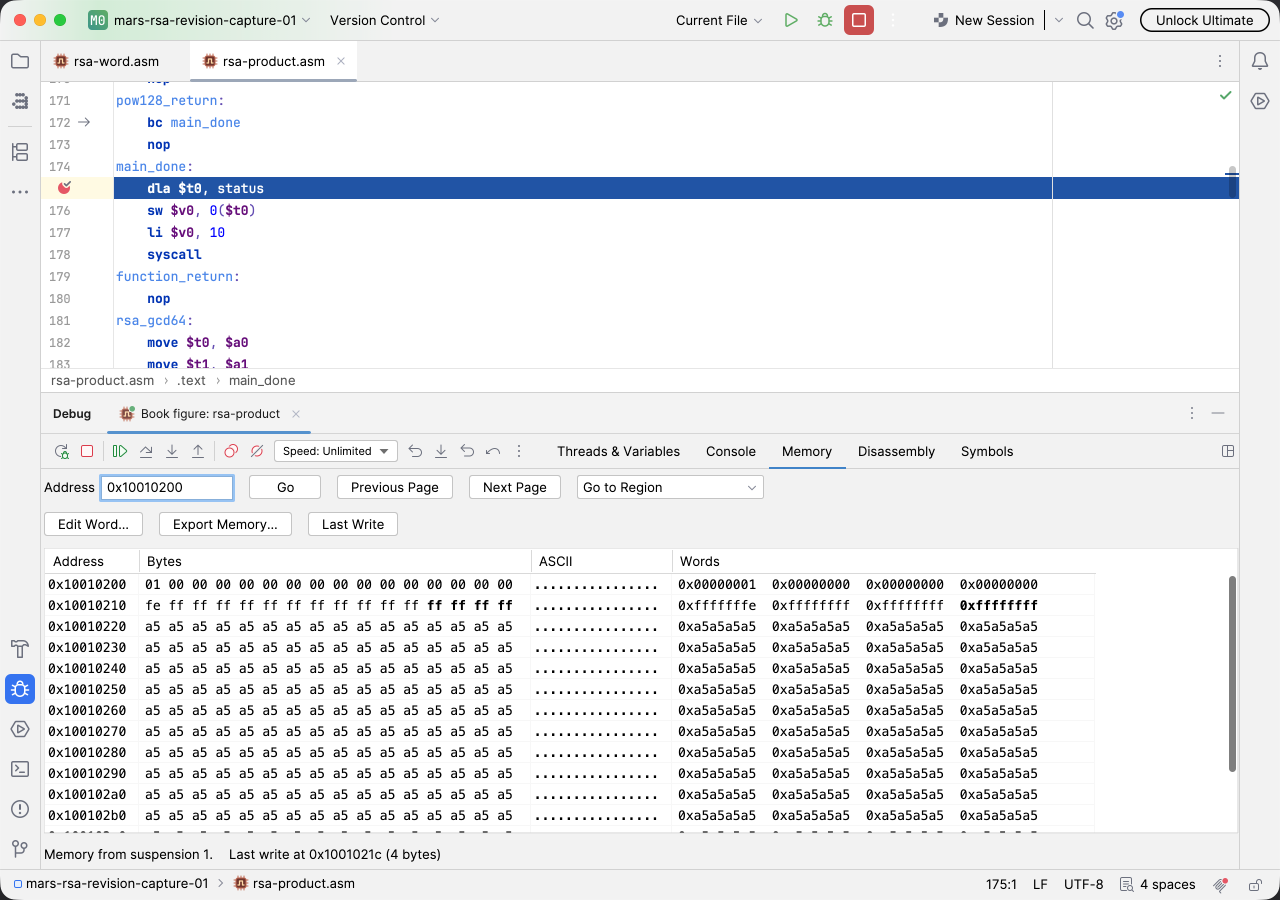 M0 mars-rsa-revision-capture-01 Version Control Current File New Session Unlock Ultimate
rsa-word.asm rsa-product.asm
nop
171 pow128_return:
172 bc main_done
173 nop
174 main_done:
dla $t0, status
176 sw $v0, 0($t0)
177 li $v0, 10
178 syscall
179 function_return:
180 nop
181 rsa_gcd64:
182 move $t0, $a0
183 move $t1, $a1
rsa-product.asm › .text › main_done
Debug Book figure: rsa-product
Speed: Unlimited Threads & Variables Console Memory Disassembly Symbols
Address 0x10010200 Go Previous Page Next Page Go to Region
Edit Word... Export Memory... Last Write
Address Bytes ASCII Words
0x10010200 01 00 00 00 00 00 00 00 00 00 00 00 00 00 00 00 ................ 0x00000001 0x00000000 0x00000000 0x00000000
0x10010210 fe ff ff ff ff ff ff ff ff ff ff ff ff ff ff ff ................ 0xfffffffe 0xffffffff 0xffffffff 0xffffffff
0x10010220 a5 a5 a5 a5 a5 a5 a5 a5 a5 a5 a5 a5 a5 a5 a5 a5 ................ 0xa5a5a5a5 0xa5a5a5a5 0xa5a5a5a5 0xa5a5a5a5
0x10010230 a5 a5 a5 a5 a5 a5 a5 a5 a5 a5 a5 a5 a5 a5 a5 a5 ................ 0xa5a5a5a5 0xa5a5a5a5 0xa5a5a5a5 0xa5a5a5a5
0x10010240 a5 a5 a5 a5 a5 a5 a5 a5 a5 a5 a5 a5 a5 a5 a5 a5 ................ 0xa5a5a5a5 0xa5a5a5a5 0xa5a5a5a5 0xa5a5a5a5
0x10010250 a5 a5 a5 a5 a5 a5 a5 a5 a5 a5 a5 a5 a5 a5 a5 a5 ................ 0xa5a5a5a5 0xa5a5a5a5 0xa5a5a5a5 0xa5a5a5a5
0x10010260 a5 a5 a5 a5 a5 a5 a5 a5 a5 a5 a5 a5 a5 a5 a5 a5 ................ 0xa5a5a5a5 0xa5a5a5a5 0xa5a5a5a5 0xa5a5a5a5
0x10010270 a5 a5 a5 a5 a5 a5 a5 a5 a5 a5 a5 a5 a5 a5 a5 a5 ................ 0xa5a5a5a5 0xa5a5a5a5 0xa5a5a5a5 0xa5a5a5a5
0x10010280 a5 a5 a5 a5 a5 a5 a5 a5 a5 a5 a5 a5 a5 a5 a5 a5 ................ 0xa5a5a5a5 0xa5a5a5a5 0xa5a5a5a5 0xa5a5a5a5
0x10010290 a5 a5 a5 a5 a5 a5 a5 a5 a5 a5 a5 a5 a5 a5 a5 a5 ................ 0xa5a5a5a5 0xa5a5a5a5 0xa5a5a5a5 0xa5a5a5a5
0x100102a0 a5 a5 a5 a5 a5 a5 a5 a5 a5 a5 a5 a5 a5 a5 a5 a5 ................ 0xa5a5a5a5 0xa5a5a5a5 0xa5a5a5a5 0xa5a5a5a5
0x100102b0 a5 a5 a5 a5 a5 a5 a5 a5 a5 a5 a5 a5 a5 a5 a5 a5 ................ 0xa5a5a5a5 0xa5a5a5a5 0xa5a5a5a5 0xa5a5a5a5
Memory from suspension 1. Last write at 0x1001021c (4 bytes)
mars-rsa-revision-capture-01 › rsa-product.asm 175:1 LF UTF-8 4 spaces